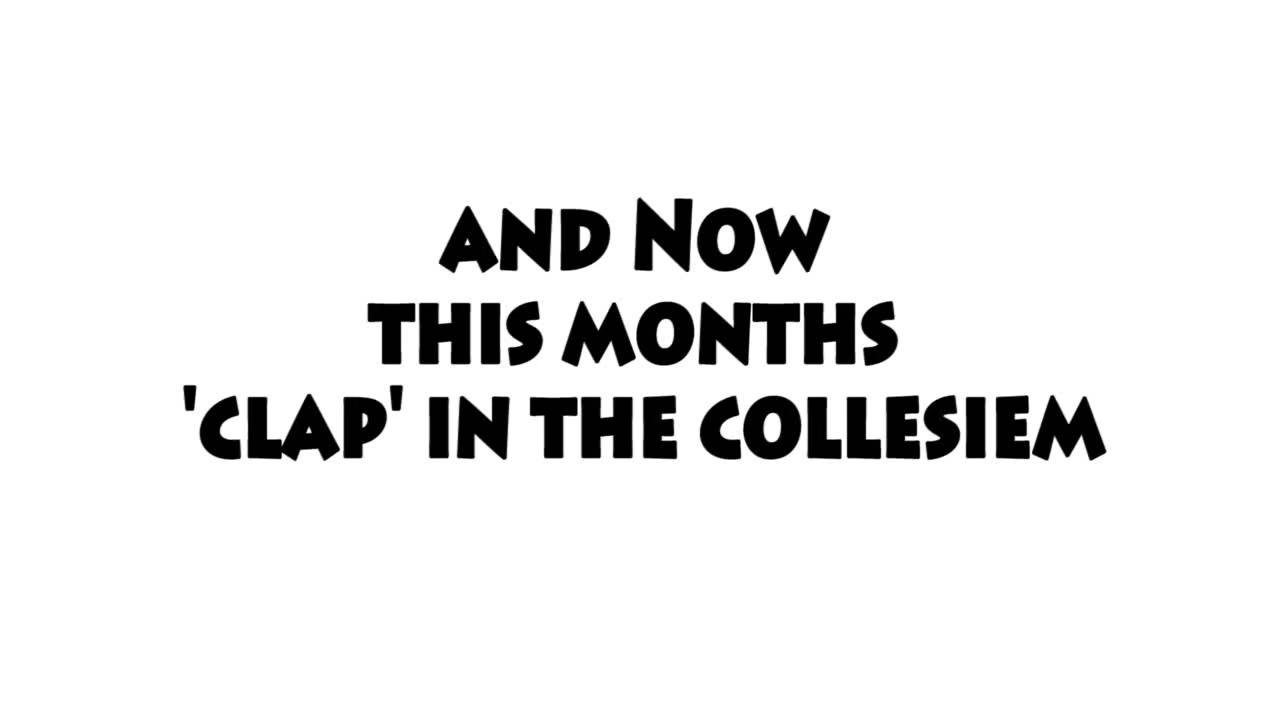 AND NOW
THIS MONTHS
'CLAP' IN THE COLLESIEM